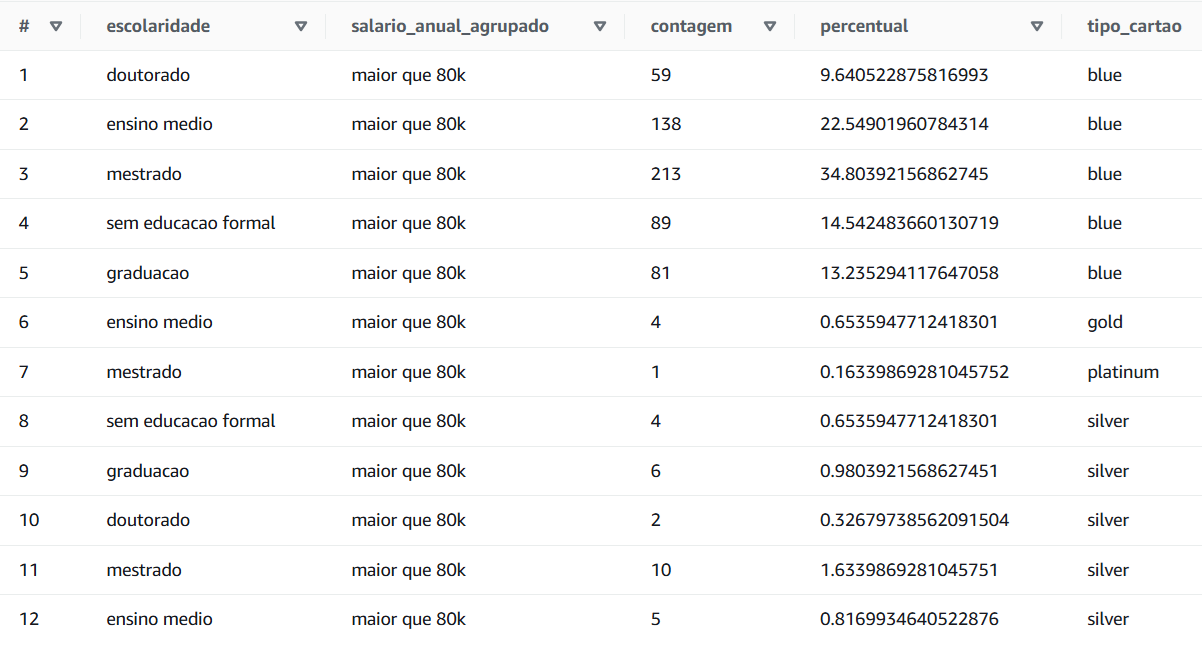 # escolaridade salario_anual_agrupado contagem percentual tipo_cartao
1 doutorado maior que 80k 59 9.640522875816993 blue
2 ensino medio maior que 80k 138 22.54901960784314 blue
3 mestrado maior que 80k 213 34.80392156862745 blue
4 sem educacao formal maior que 80k 89 14.542483660130719 blue
5 graduacao maior que 80k 81 13.235294117647058 blue
6 ensino medio maior que 80k 4 0.6535947712418301 gold
7 mestrado maior que 80k 1 0.16339869281045752 platinum
8 sem educacao formal maior que 80k 4 0.6535947712418301 silver
9 graduacao maior que 80k 6 0.9803921568627451 silver
10 doutorado maior que 80k 2 0.32679738562091504 silver
11 mestrado maior que 80k 10 1.6339869281045751 silver
12 ensino medio maior que 80k 5 0.8169934640522876 silver